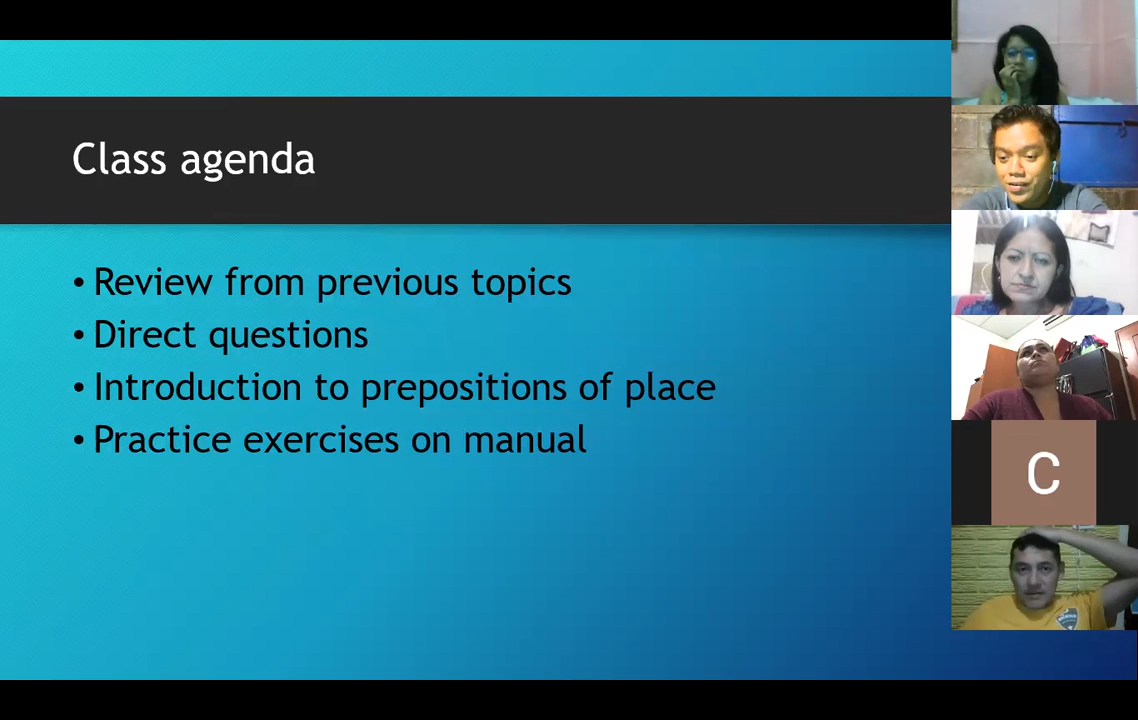 Class agenda
• Review from previous topics
• Direct questions
• Introduction to prepositions of place
• Practice exercises on manual
C